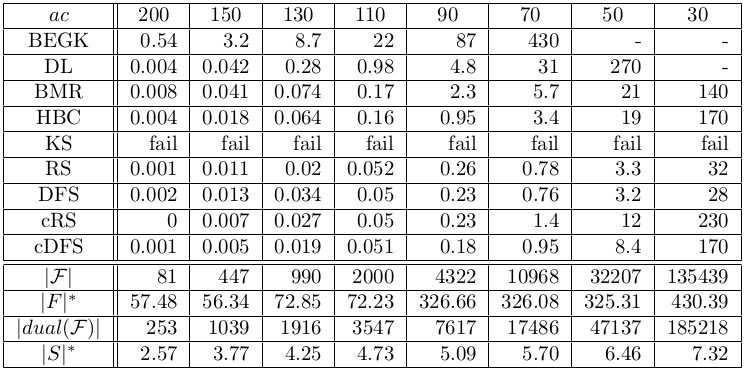 ac 200 150 130 110 90 70 50 30
BEGK 0.54 3.2 8.7 22 87 430 - -
DL 0.004 0.042 0.28 0.98 4.8 31 270 -
BMR 0.008 0.041 0.074 0.17 2.3 5.7 21 140
HBC 0.004 0.018 0.064 0.16 0.95 3.4 19 170
KS fail fail fail fail fail fail fail fail
RS 0.001 0.011 0.02 0.052 0.26 0.78 3.3 32
DFS 0.002 0.013 0.034 0.05 0.23 0.76 3.2 28
cRS 0 0.007 0.027 0.05 0.23 1.4 12 230
cDFS 0.001 0.005 0.019 0.051 0.18 0.95 8.4 170
|ℱ| 81 447 990 2000 4322 10968 32207 135439
|F|* 57.48 56.34 72.85 72.23 326.66 326.08 325.31 430.39
|dual(ℱ)| 253 1039 1916 3547 7617 17486 47137 185218
|S|* 2.57 3.77 4.25 4.73 5.09 5.70 6.46 7.32